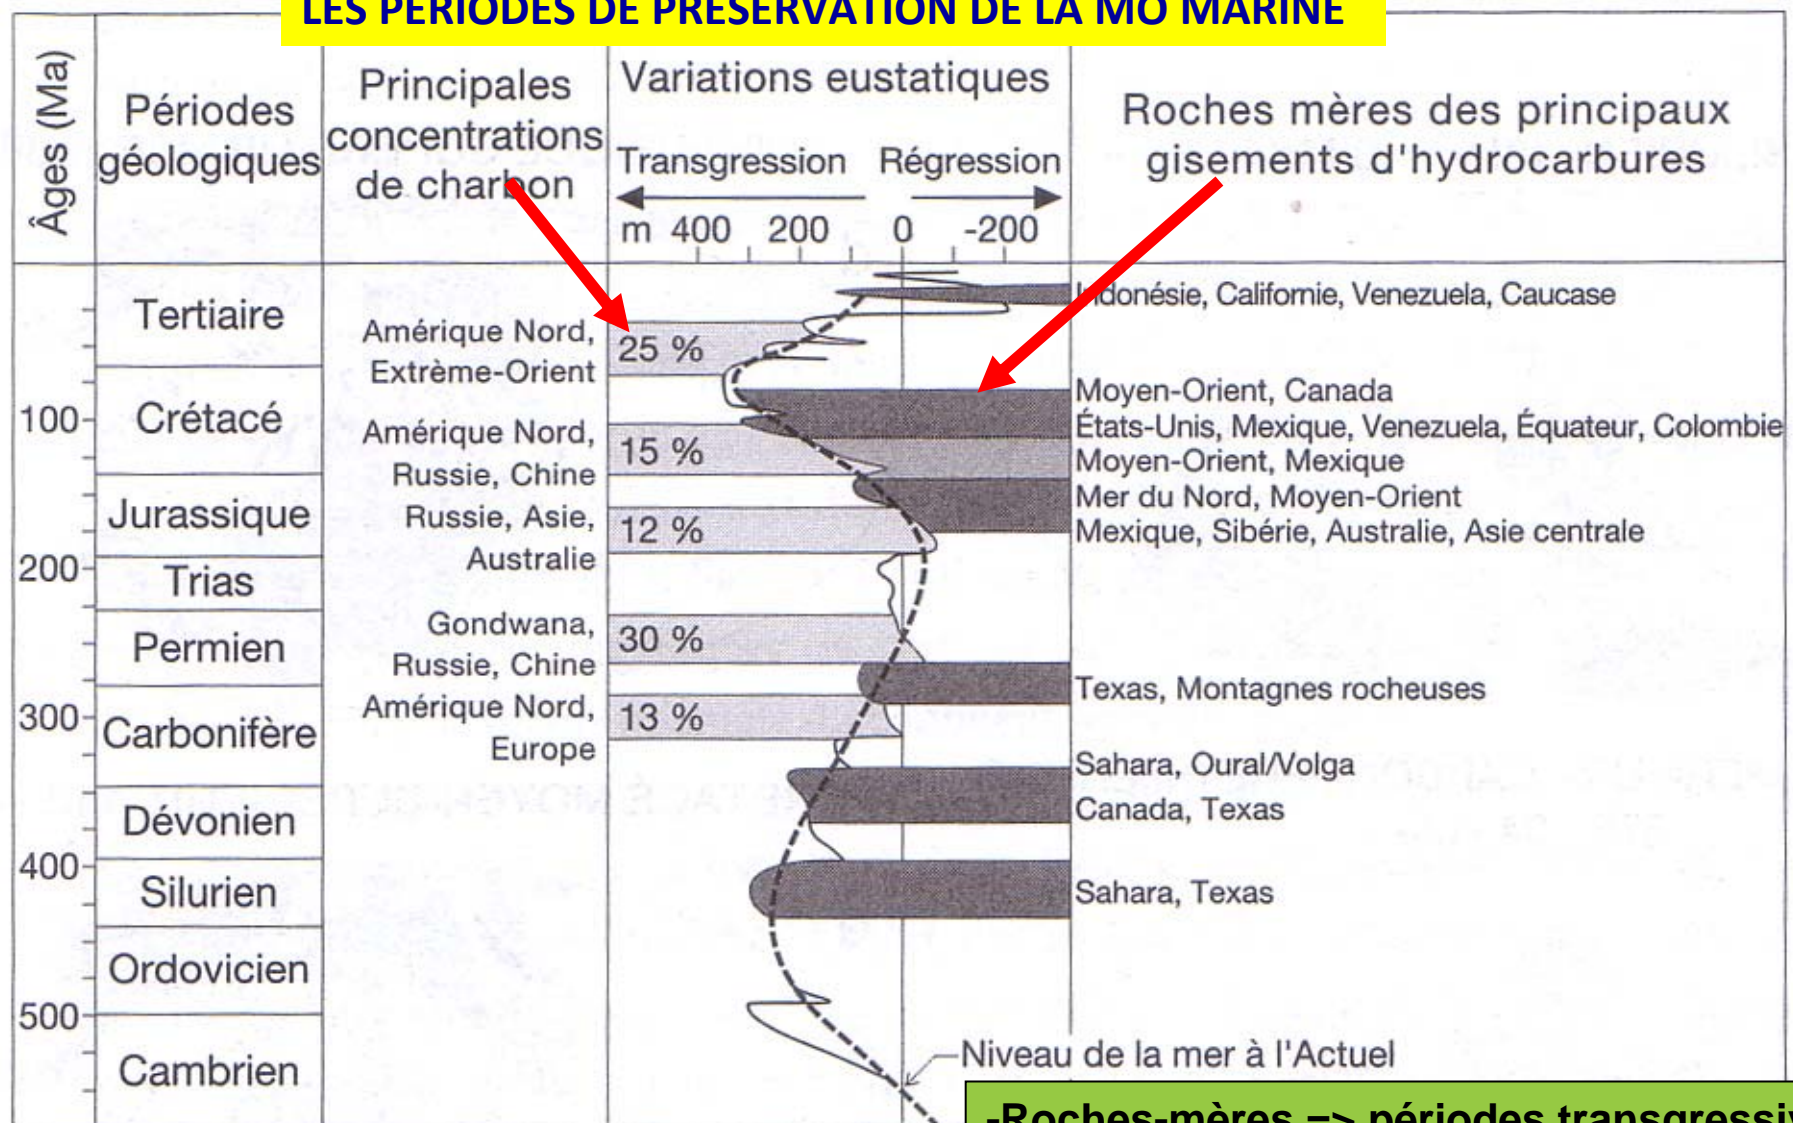 LES PERIODES DE PRESERVATION DE LA MO MARINE
Âges (Ma)
Périodes
géologiques
Principales
concentrations
de charbon
Variations eustatiques
Transgression Régression
m 400 200 0 -200
Roches mères des principaux
gisements d'hydrocarbures
Tertiaire
Crétacé
Jurassique
Trias
Permien
Carbonifère
Dévonien
Silurien
Ordovicien
Cambrien
100
200
300
400
500
Amérique Nord,
Extrème-Orient
25 %
Amérique Nord,
Russie, Chine
15 %
Russie, Asie,
Australie
12 %
Gondwana,
Russie, Chine
30 %
Amérique Nord,
Europe
13 %
Indonésie, Californie, Venezuela, Caucase
Moyen-Orient, Canada
États-Unis, Mexique, Venezuela, Équateur, Colombie
Moyen-Orient, Mexique
Mer du Nord, Moyen-Orient
Mexique, Sibérie, Australie, Asie centrale
Texas, Montagnes rocheuses
Sahara, Oural/Volga
Canada, Texas
Sahara, Texas
Niveau de la mer à l'Actuel
-Roches-mères => périodes